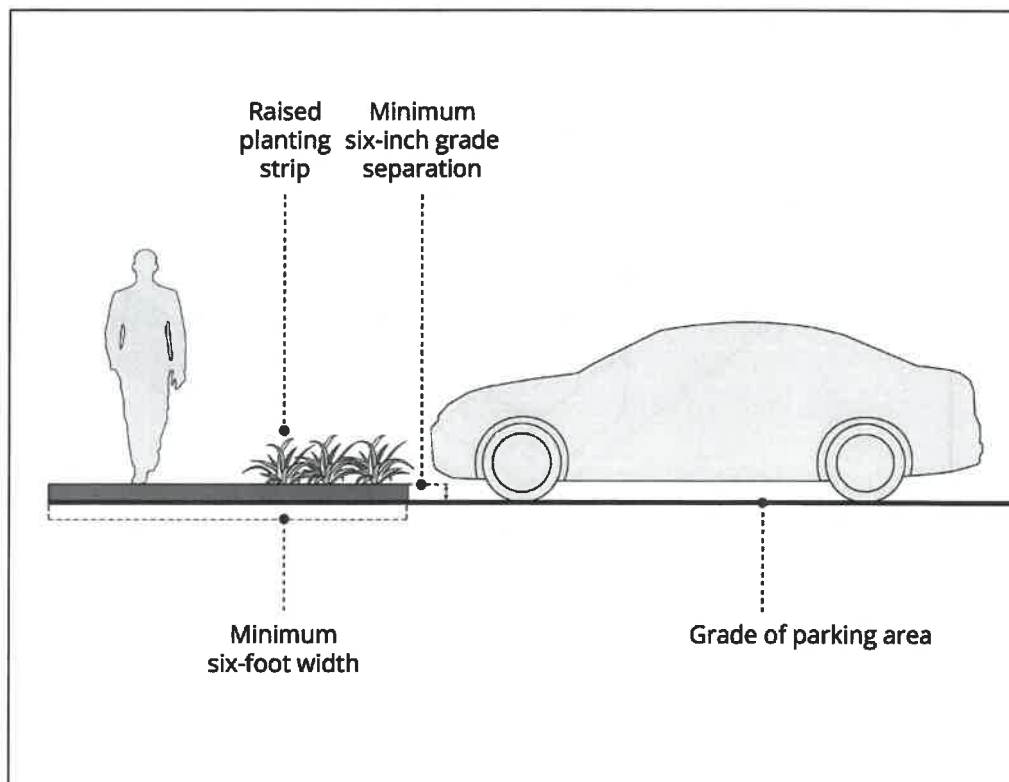 Raised
planting
strip
Minimum
six-inch grade
separation
Minimum
six-foot width
Grade of parking area